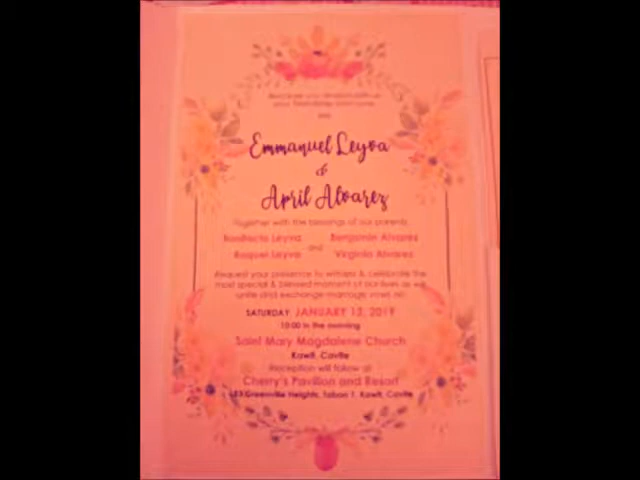 Emmanuel Leyva
&
April Alvarez
Together with the blessings of our parents
Bonifacio Leyva Benjamin Alvarez
and
Raquel Leyva Virginia Alvarez
Request your presence to witness & celebrate the
most special & blessed moment of our lives as we
unite and exchange marriage vows on
SATURDAY JANUARY 12, 2019
10:00 in the morning
Saint Mary Magdalene Church
Kawit, Cavite
Reception will follow at
Cherry's Pavilion and Resort
Greenville Heights, Tabon 1, Kawit, Cavite